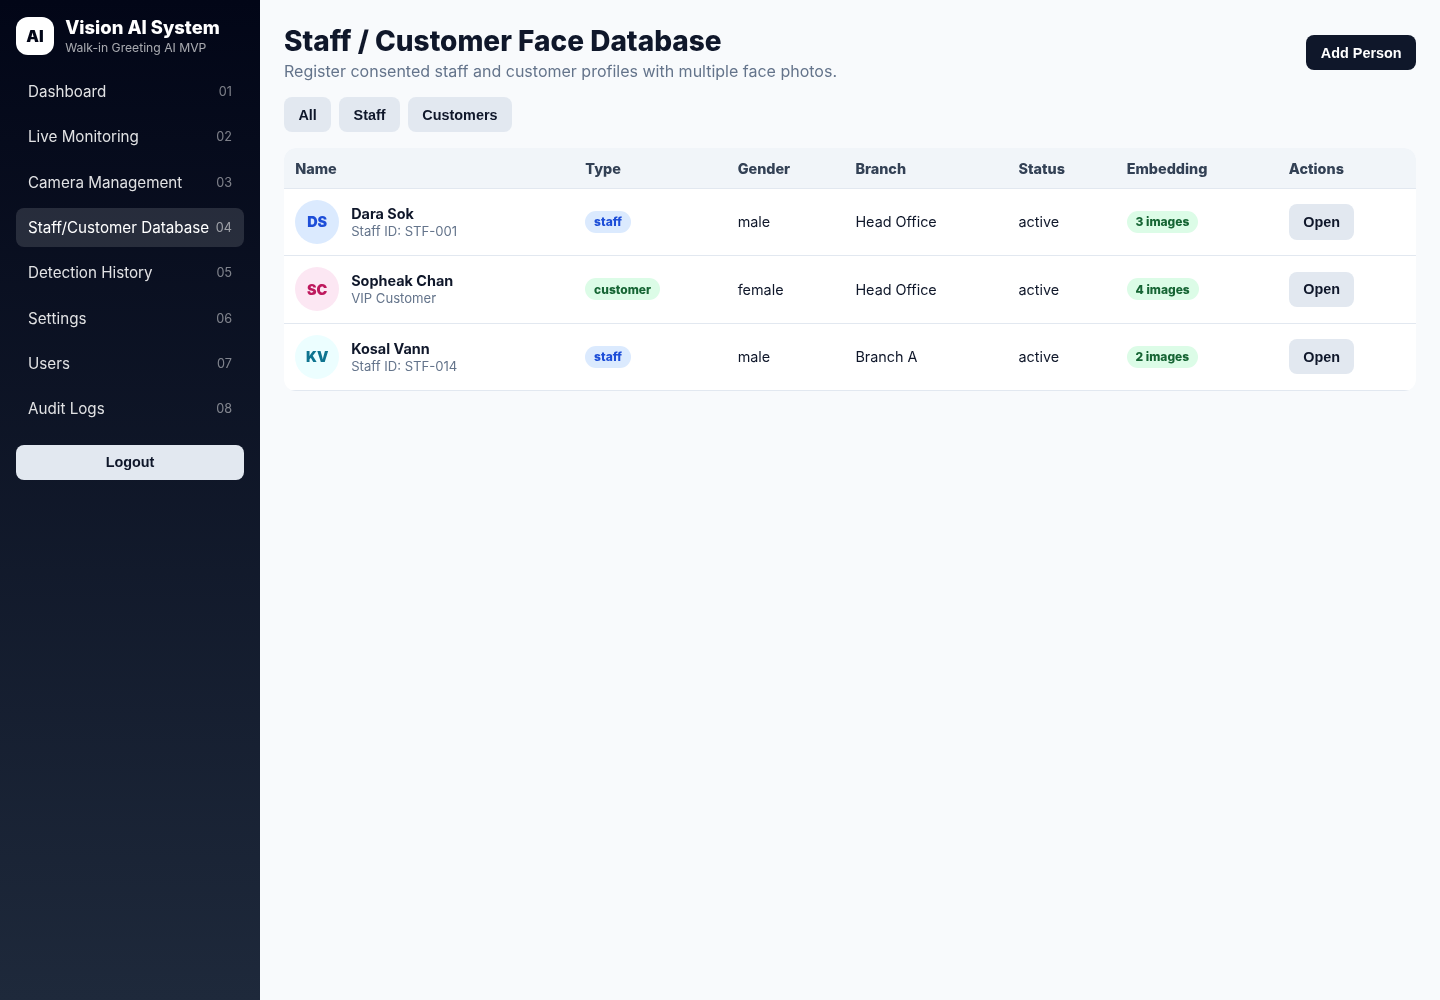 AI
Vision AI System
Walk-in Greeting AI MVP
Dashboard 01
Live Monitoring 02
Camera Management 03
Staff/Customer Database 04
Detection History 05
Settings 06
Users 07
Audit Logs 08
Logout
Staff / Customer Face Database
Register consented staff and customer profiles with multiple face photos.
Add Person
All Staff Customers
Name Type Gender Branch Status Embedding Actions
DS Dara Sok staff male Head Office active 3 images Open
Staff ID: STF-001
SC Sopheak Chan customer female Head Office active 4 images Open
VIP Customer
KV Kosal Vann staff male Branch A active 2 images Open
Staff ID: STF-014